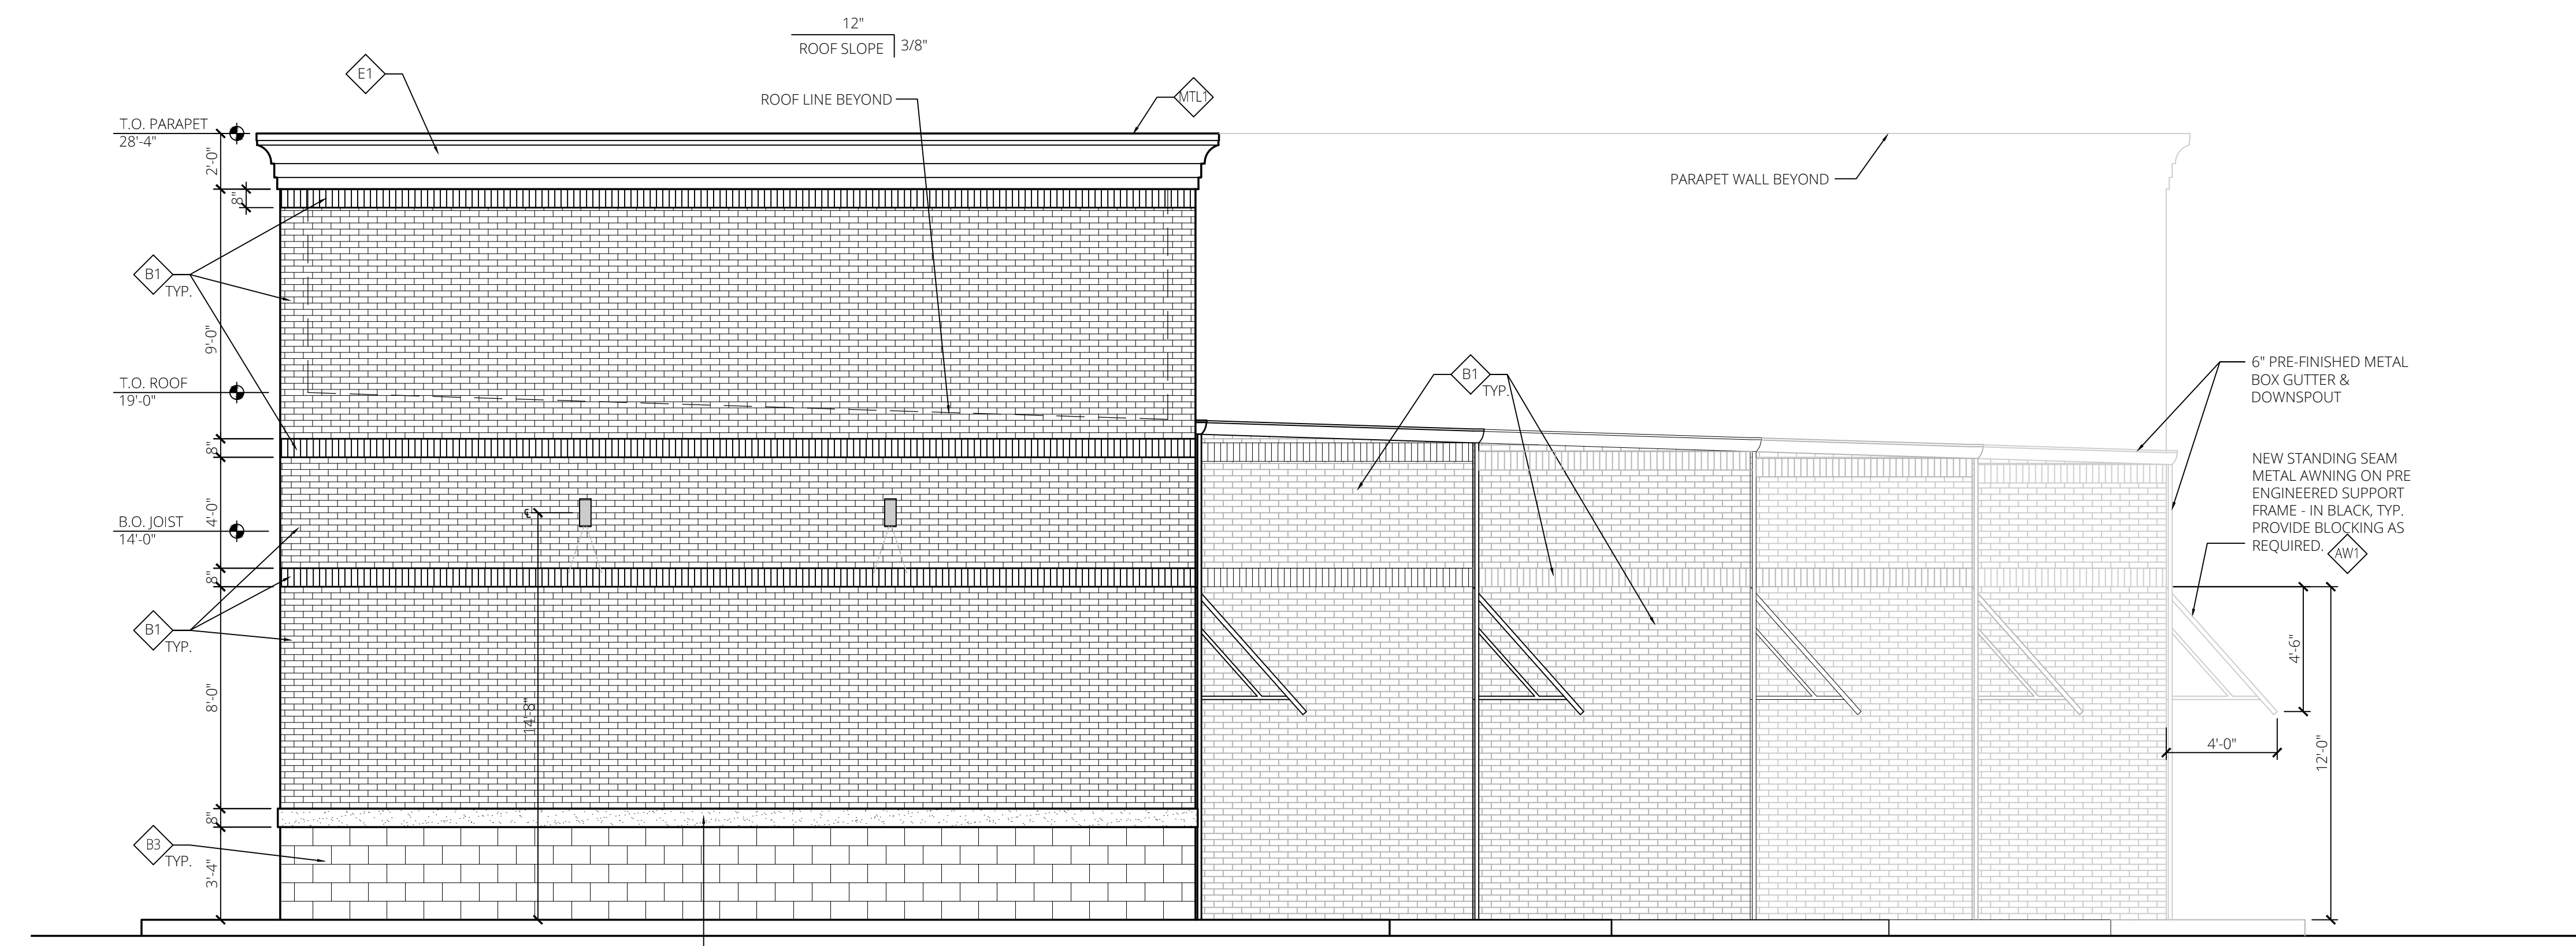 12"
ROOF SLOPE
3/8"
E1
MTL1
ROOF LINE BEYOND
T.O. PARAPET
28'-4"
2'-0"
8"
PARAPET WALL BEYOND
B1
TYP.
9'-0"
T.O. ROOF
19'-0"
B1
TYP.
6" PRE-FINISHED METAL
BOX GUTTER &
DOWNSPOUT
8"
NEW STANDING SEAM
METAL AWNING ON PRE
ENGINEERED SUPPORT
FRAME - IN BLACK, TYP.
PROVIDE BLOCKING AS
REQUIRED.
AW1
4'-0"
B.O. JOIST
14'-0"
℄
8"
B1
TYP.
4'-6"
8'-0"
14'-8"
4'-0"
12'-0"
8"
B3
TYP.
3'-4"